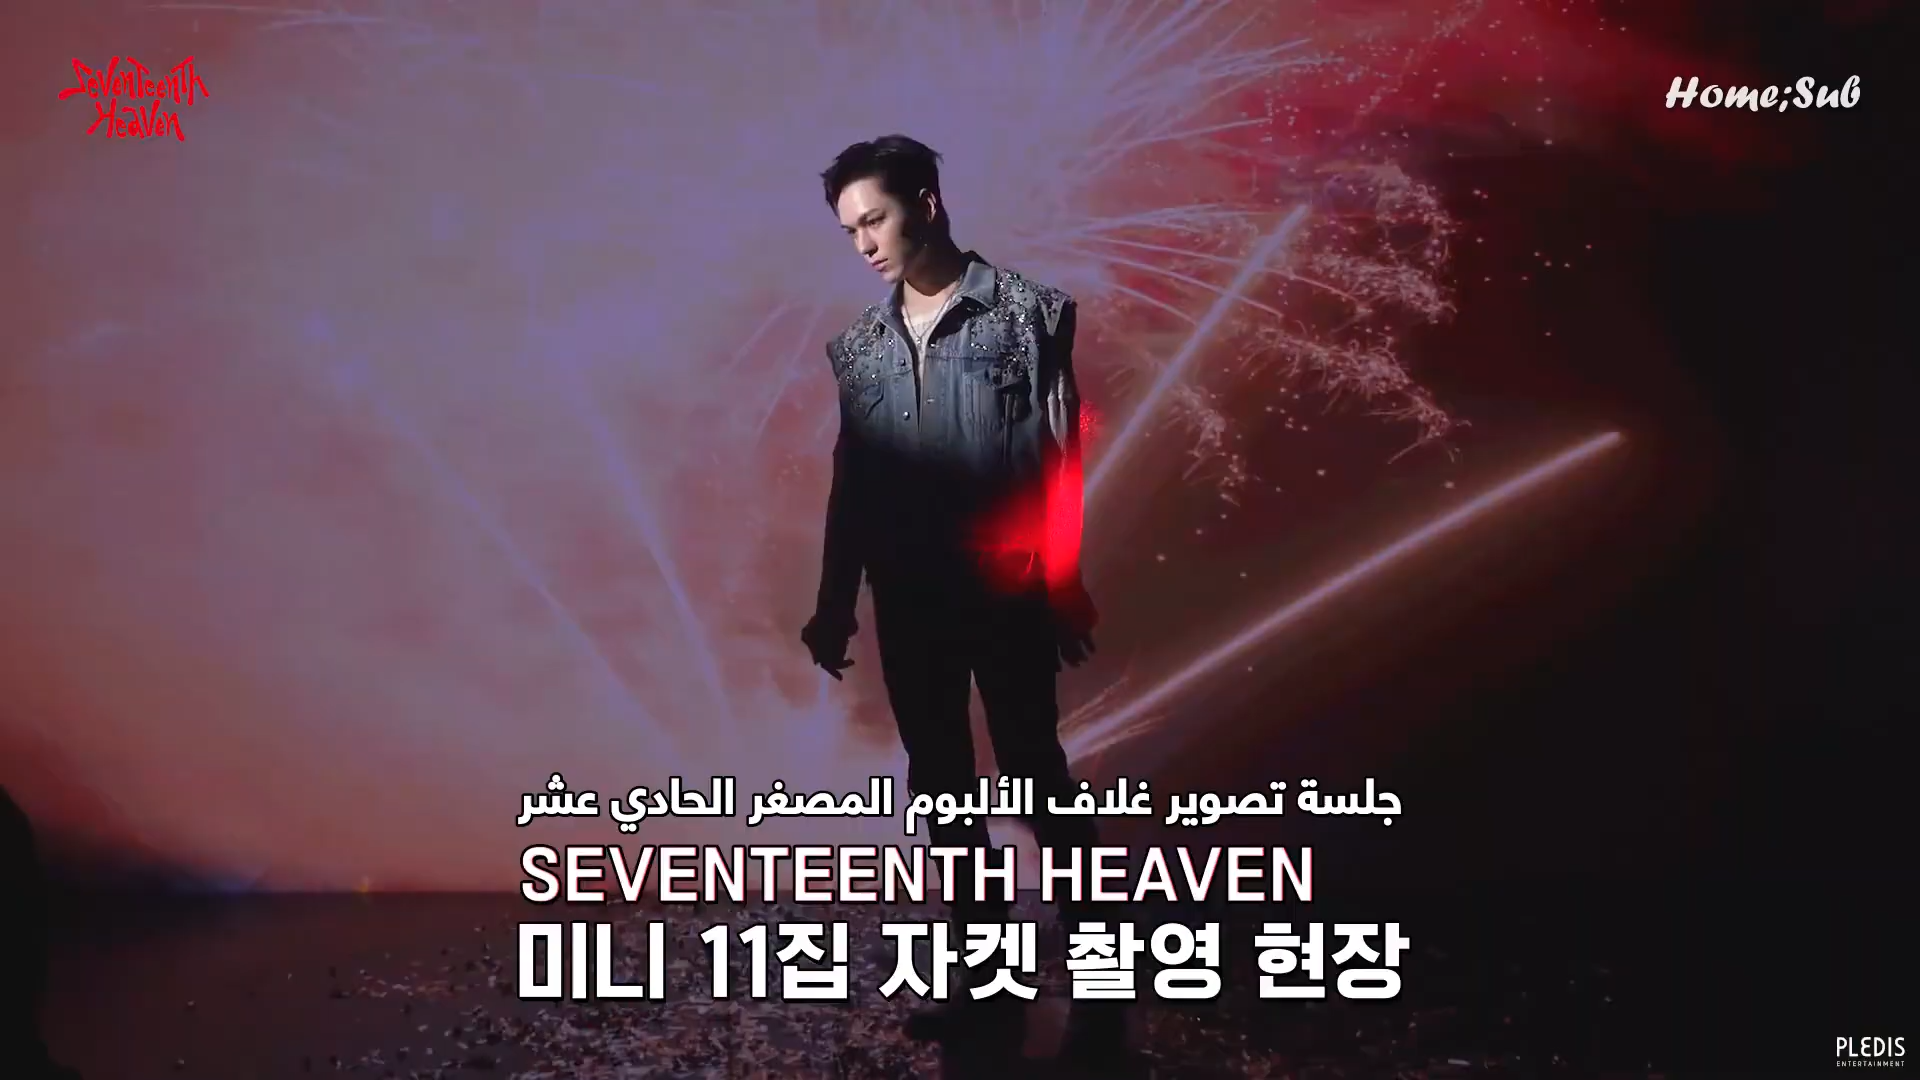 Seventeenth
Heaven
Home;Sub
جلسة تصوير غلاف الألبوم المصغر الحادي عشر
SEVENTEENTH HEAVEN
미니 11집 자켓 촬영 현장
PLEDIS
ENTERTAINMENT